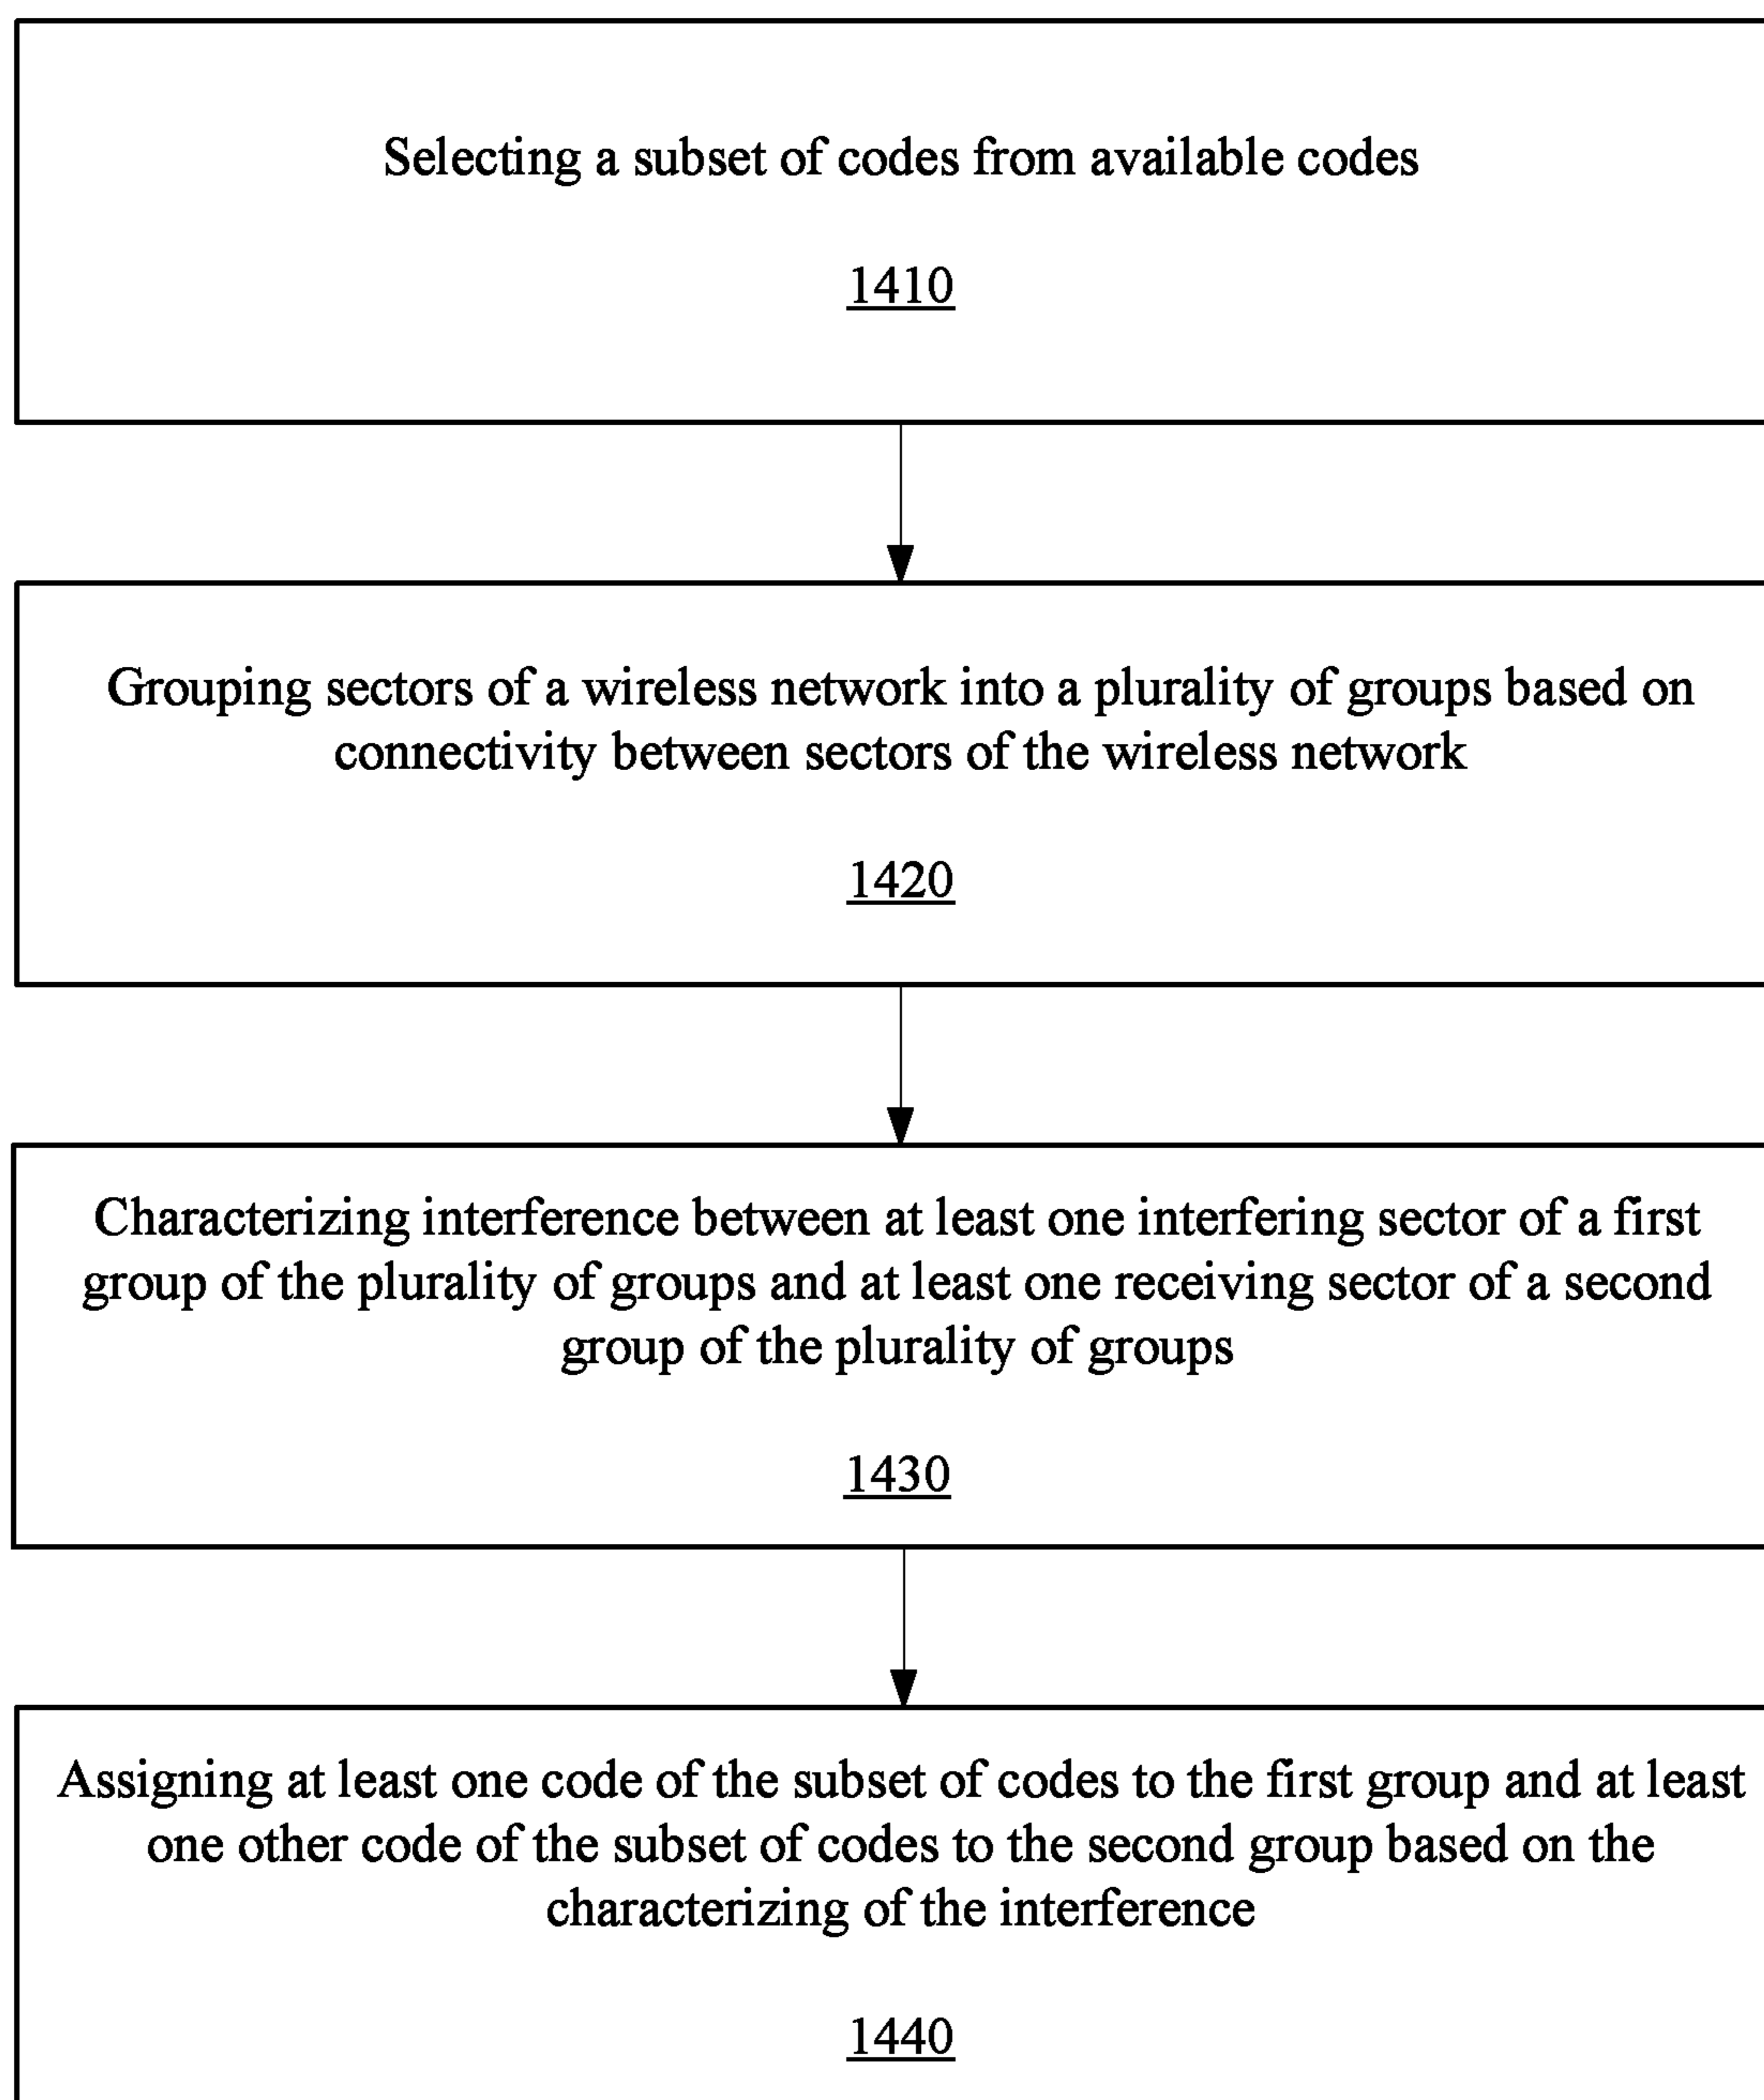 Selecting a subset of codes from available codes
1410
Grouping sectors of a wireless network into a plurality of groups based on
connectivity between sectors of the wireless network
1420
Characterizing interference between at least one interfering sector of a first
group of the plurality of groups and at least one receiving sector of a second
group of the plurality of groups
1430
Assigning at least one code of the subset of codes to the first group and at least
one other code of the subset of codes to the second group based on the
characterizing of the interference
1440